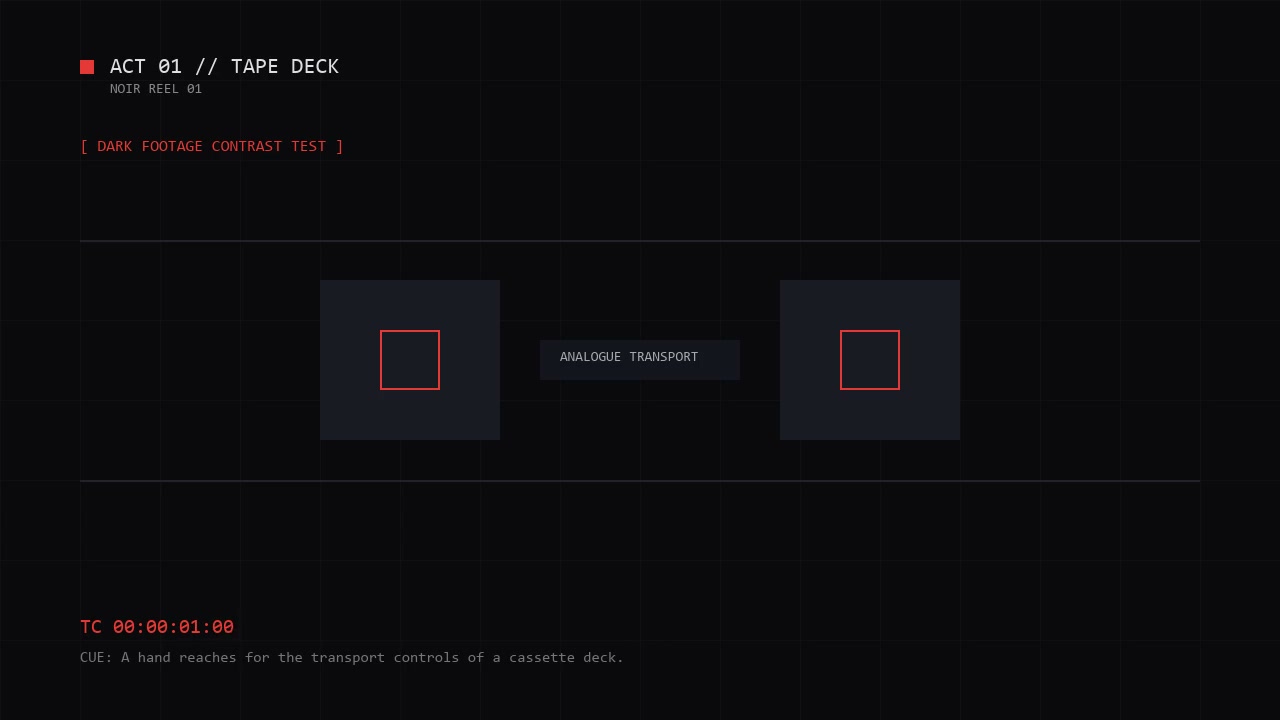 ACT 01 // TAPE DECK
NOIR REEL 01
[ DARK FOOTAGE CONTRAST TEST ]
ANALOGUE TRANSPORT
TC 00:00:01:00
CUE: A hand reaches for the transport controls of a cassette deck.